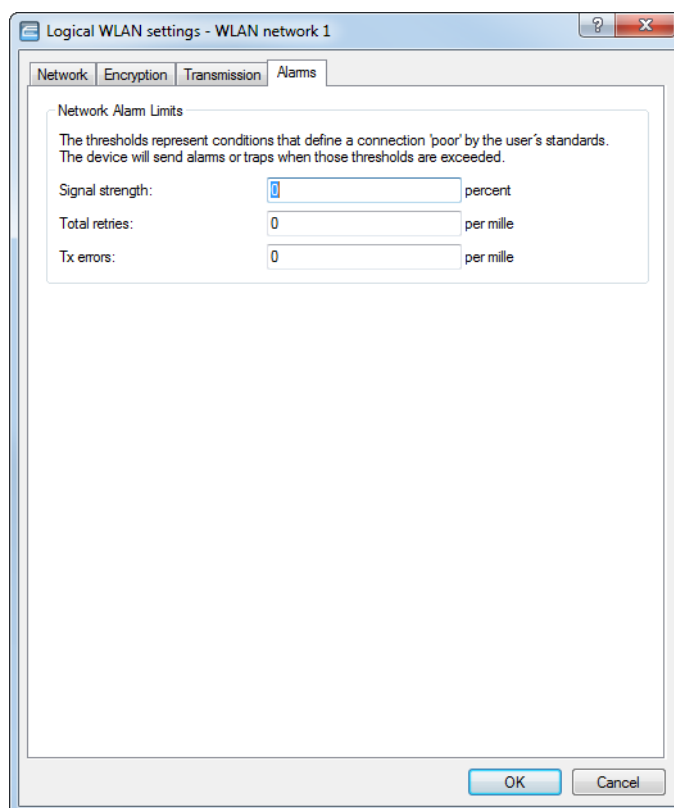 Logical WLAN settings - WLAN network 1
?
Network Encryption Transmission Alarms
Network Alarm Limits
The thresholds represent conditions that define a connection 'poor' by the user´s standards.
The device will send alarms or traps when those thresholds are exceeded.
Signal strength: 0 percent
Total retries: 0 per mille
Tx errors: 0 per mille
OK Cancel